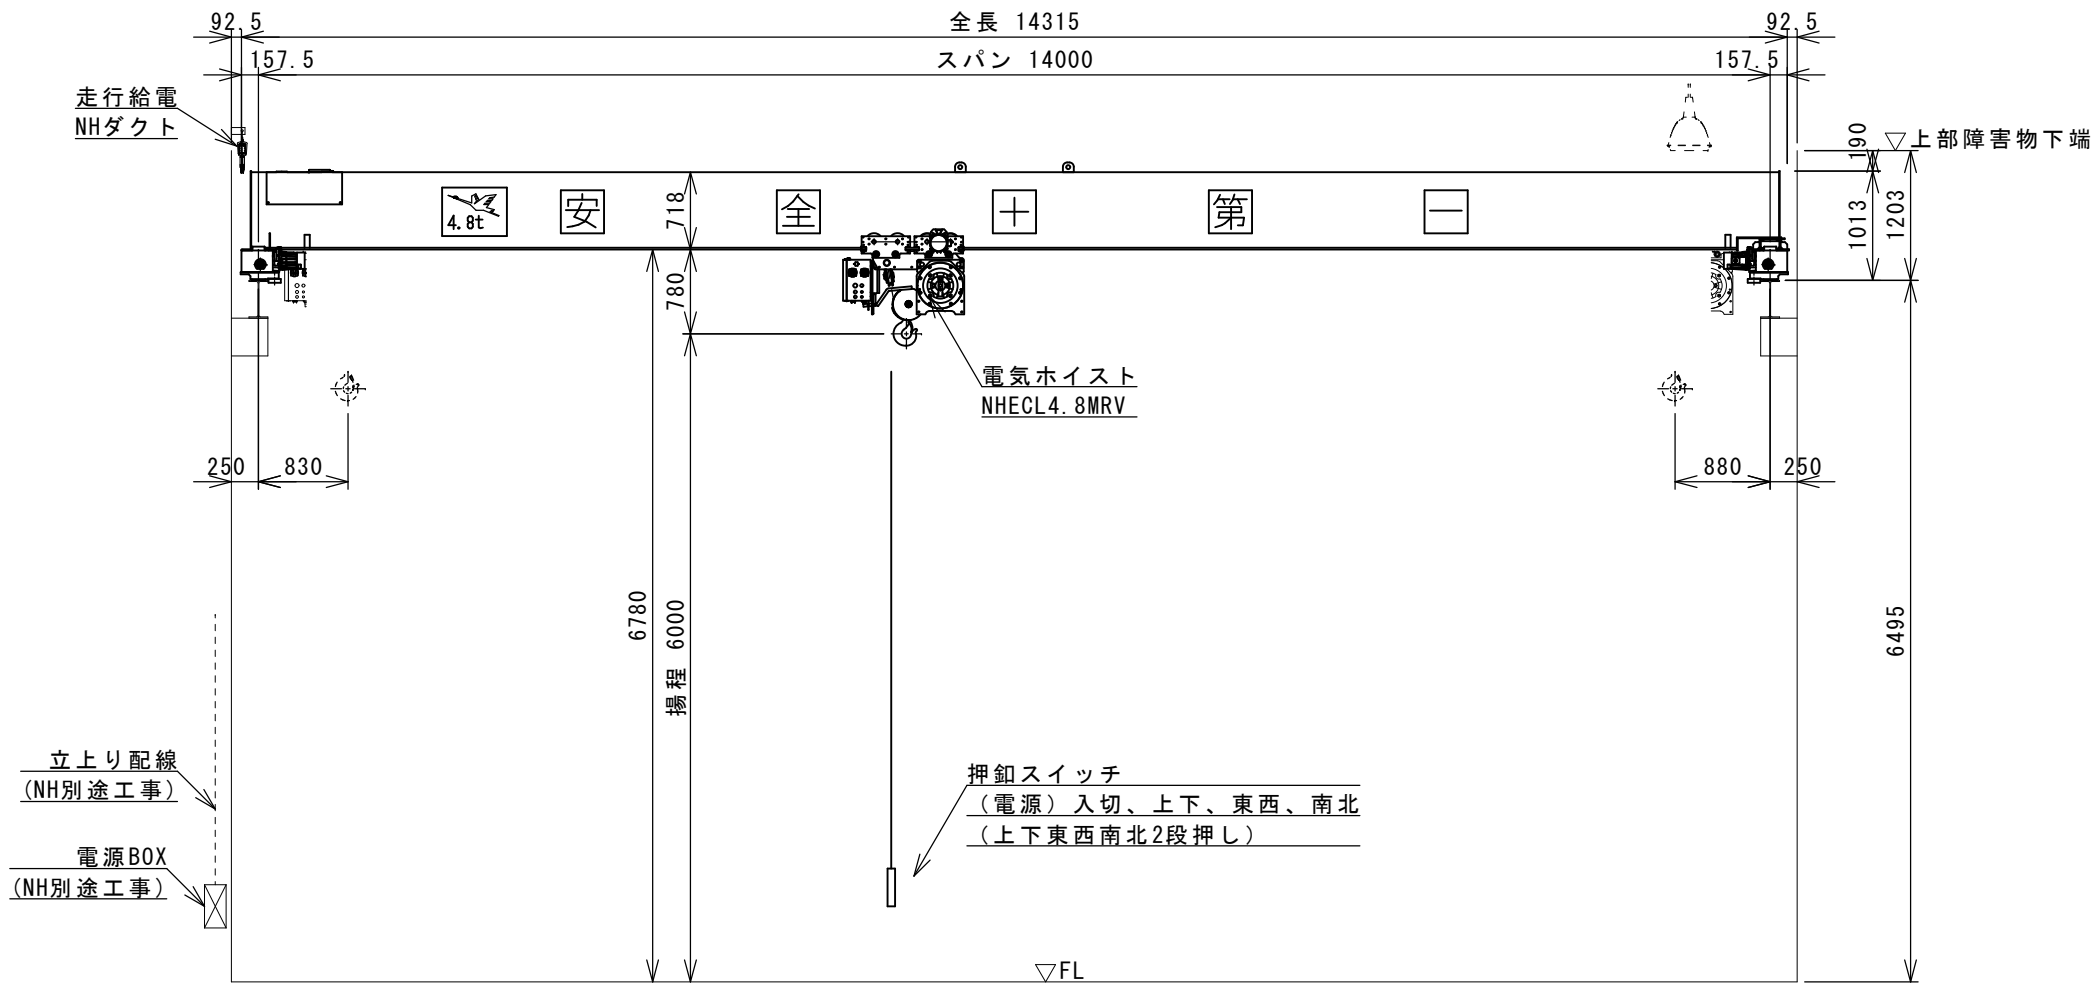 92.5
全長 14315
92.5
157.5
スパン 14000
157.5
走行給電
NHダクト
190
上部障害物下端
4.8t
安
全
十
第
一
718
1013
1203
780
電気ホイスト
NHECL4.8MRV
250
830
880
250
6780
揚程 6000
6495
立上り配線
(NH別途工事)
押釦スイッチ
(電源)入切、上下、東西、南北
(上下東西南北2段押し)
電源BOX
(NH別途工事)
FL